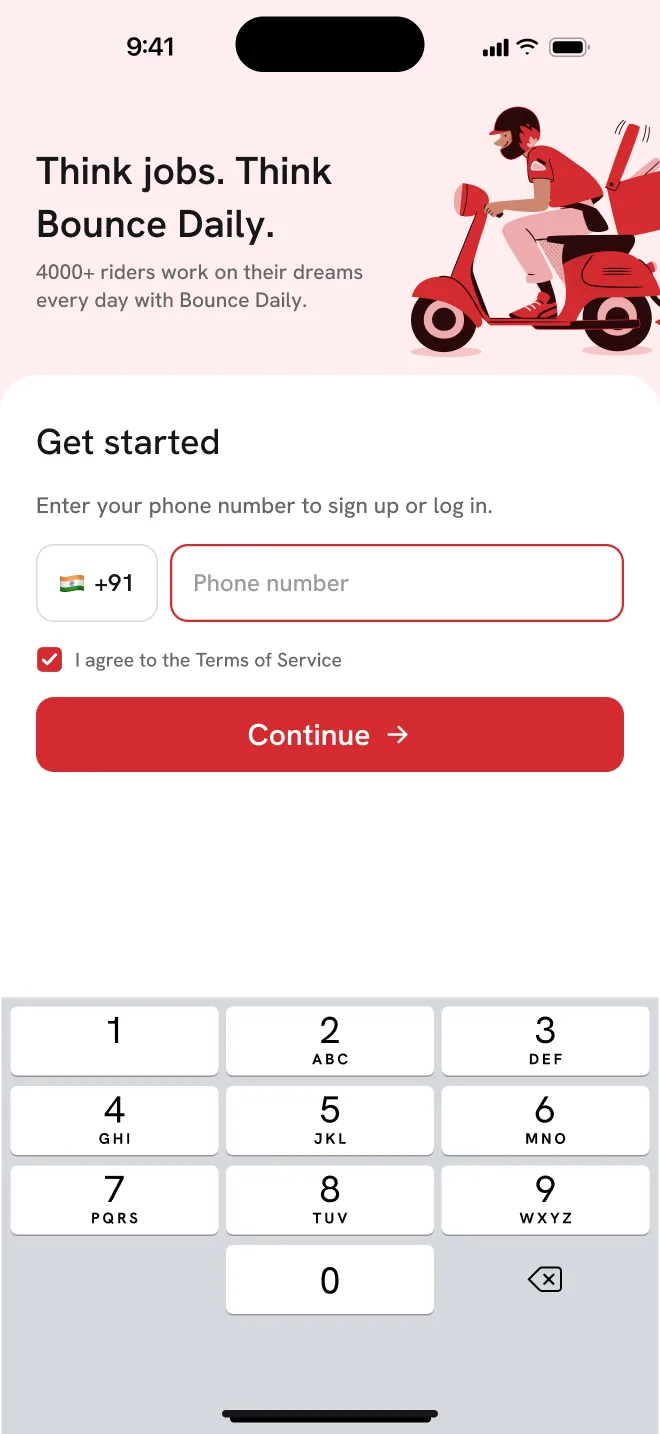 9:41
Think jobs. Think
Bounce Daily.
4000+ riders work on their dreams
every day with Bounce Daily.
Get started
Enter your phone number to sign up or log in.
🇮🇳 +91 Phone number
I agree to the Terms of Service
Continue →
1 2 3
ABC DEF
4 5 6
GHI JKL MNO
7 8 9
PQRS TUV WXYZ
0